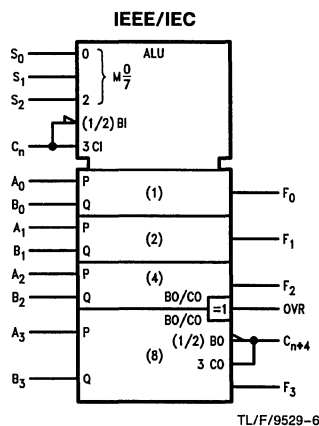 IEEE/IEC
ALU
S0 0
S1 M 0/7
S2 2
(1/2) BI
Cn 3 CI
A0 P (1) F0
B0 Q
A1 P (2) F1
B1 Q
A2 P (4) F2
B2 Q BO/CO =1 OVR
BO/CO
A3 P (1/2) BO Cn+4
(8) 3 CO
B3 Q F3
TL/F/9529-6